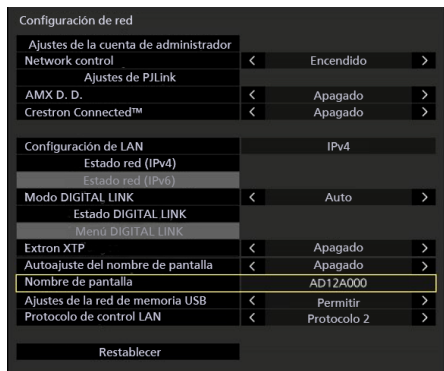 Configuración de red
Ajustes de la cuenta de administrador
Network control < Encendido >
Ajustes de PJLink
AMX D. D. < Apagado >
Crestron Connected™ < Apagado >
Configuración de LAN IPv4
Estado red (IPv4)
Estado red (IPv6)
Modo DIGITAL LINK < Auto >
Estado DIGITAL LINK
Menú DIGITAL LINK
Extron XTP < Apagado >
Autoajuste del nombre de pantalla < Apagado >
Nombre de pantalla AD12A000
Ajustes de la red de memoria USB < Permitir >
Protocolo de control LAN < Protocolo 2 >
Restablecer